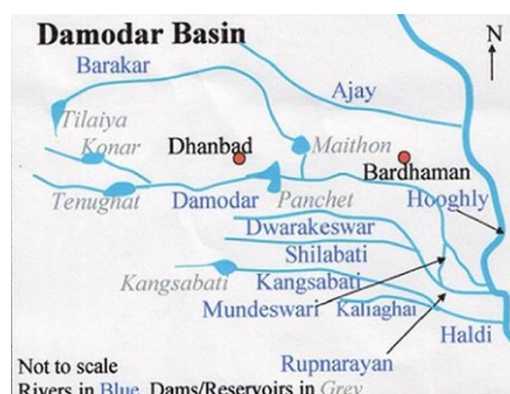 Damodar Basin
N
Barakar
Ajay
Tilaiya
Konar
Dhanbad
Maithon
Bardhaman
Tenughat
Damodar
Panchet
Hooghly
Dwarakeswar
Shilabati
Kangsabati
Kangsabati
Mundeswari
Kaliaghai
Haldi
Rupnarayan
Not to scale
Rivers in Blue, Dams/Reservoirs in Grey